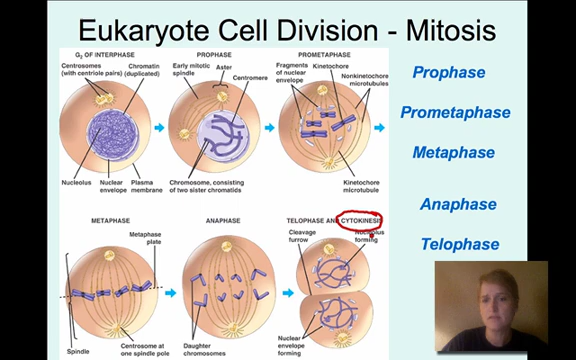 Eukaryote Cell Division - Mitosis
G2 OF INTERPHASE
PROPHASE
PROMETAPHASE
Centrosomes
(with centriole pairs)
Chromatin
(duplicated)
Early mitotic
spindle
Aster
Centromere
Fragments
of nuclear
envelope
Kinetochore
Nonkinetochore
microtubules
Nucleolus
Nuclear
envelope
Plasma
membrane
Chromosome, consisting
of two sister chromatids
Kinetochore
microtubule
Prophase
Prometaphase
Metaphase
Anaphase
Telophase
METAPHASE
ANAPHASE
TELOPHASE AND CYTOKINESIS
Metaphase
plate
Cleavage
furrow
Nucleolus
forming
Spindle
Centrosome at
one spindle pole
Daughter
chromosomes
Nuclear
envelope
forming